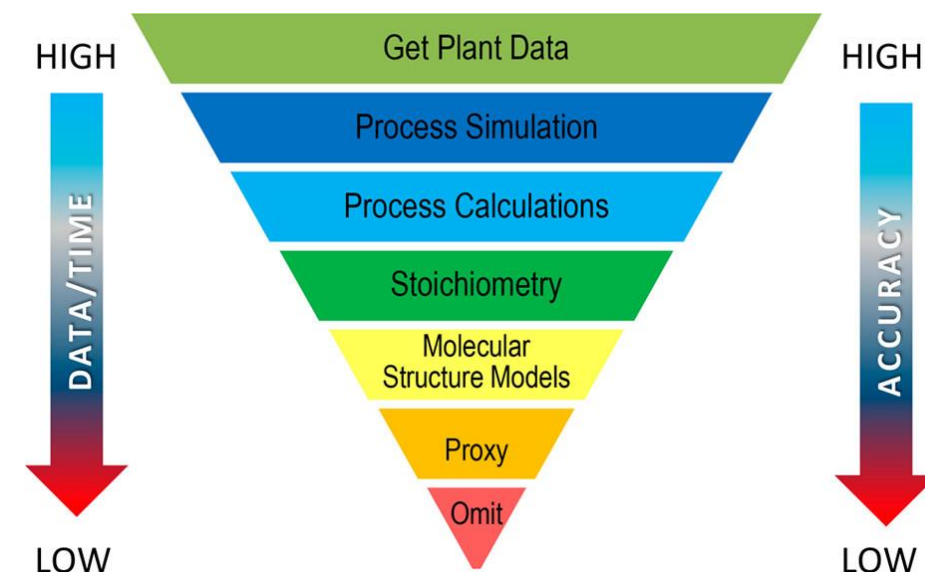 HIGH
HIGH
Get Plant Data
Process Simulation
Process Calculations
Stoichiometry
Molecular
Structure Models
Proxy
Omit
DATA/TIME
ACCURACY
LOW
LOW